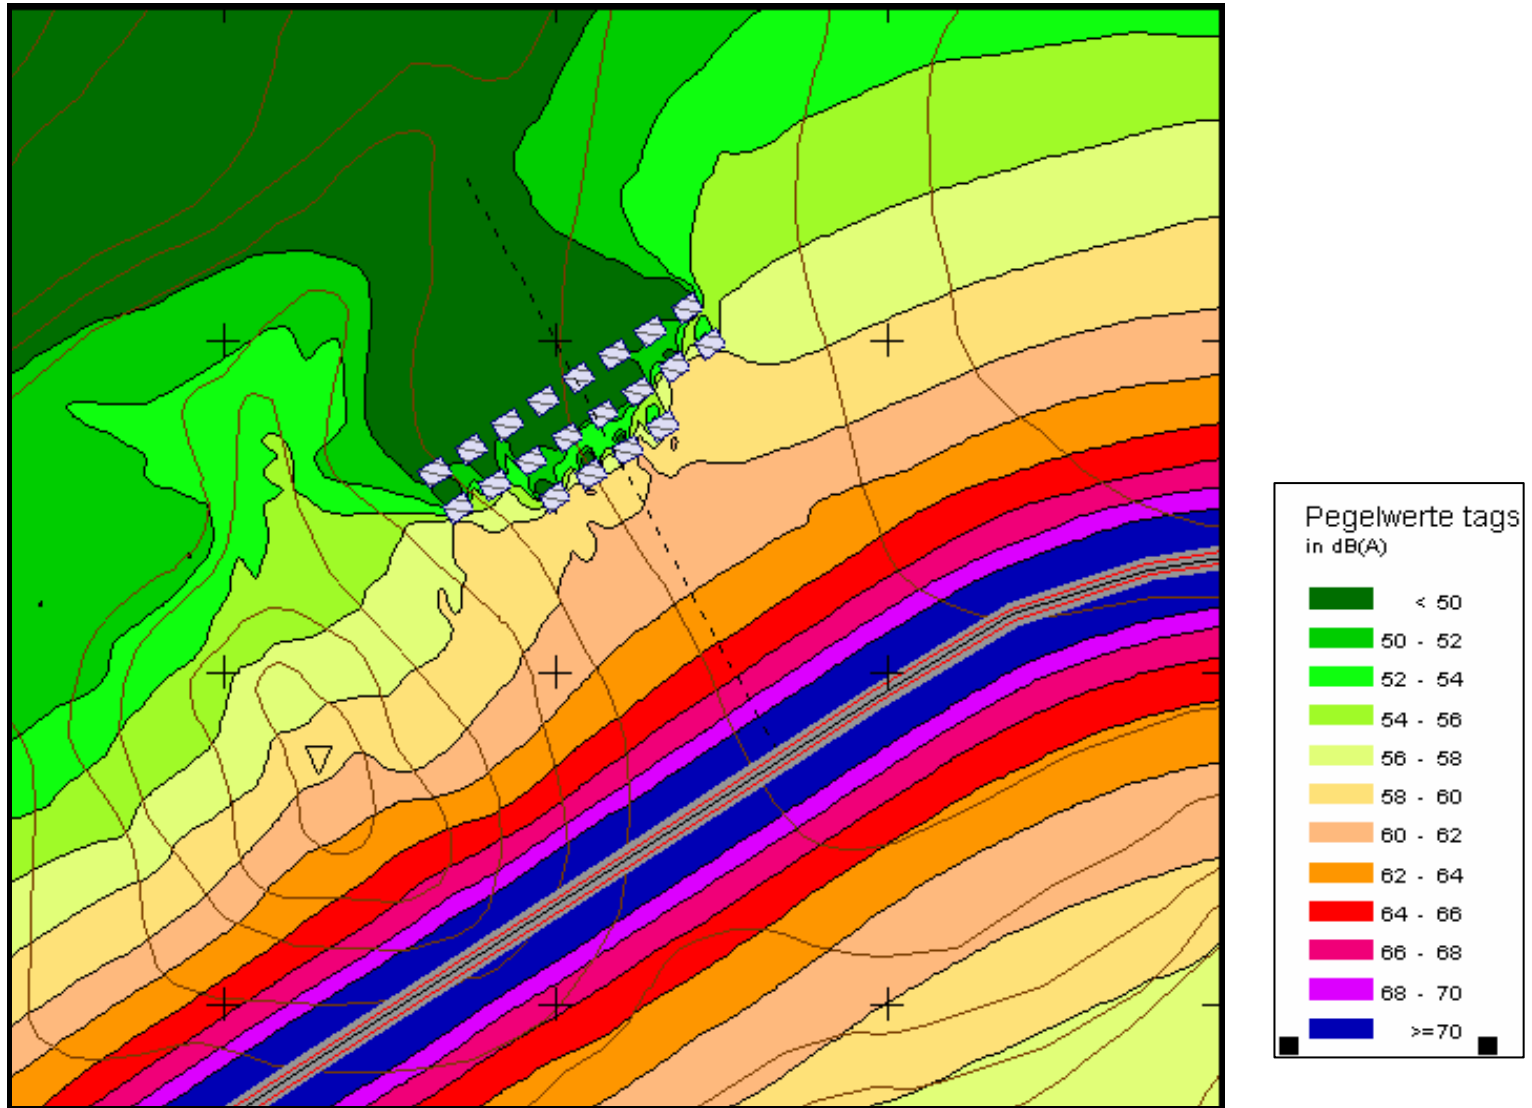 Pegelwerte tags
in dB(A)
< 50
50 - 52
52 - 54
54 - 56
56 - 58
58 - 60
60 - 62
62 - 64
64 - 66
66 - 68
68 - 70
>=70